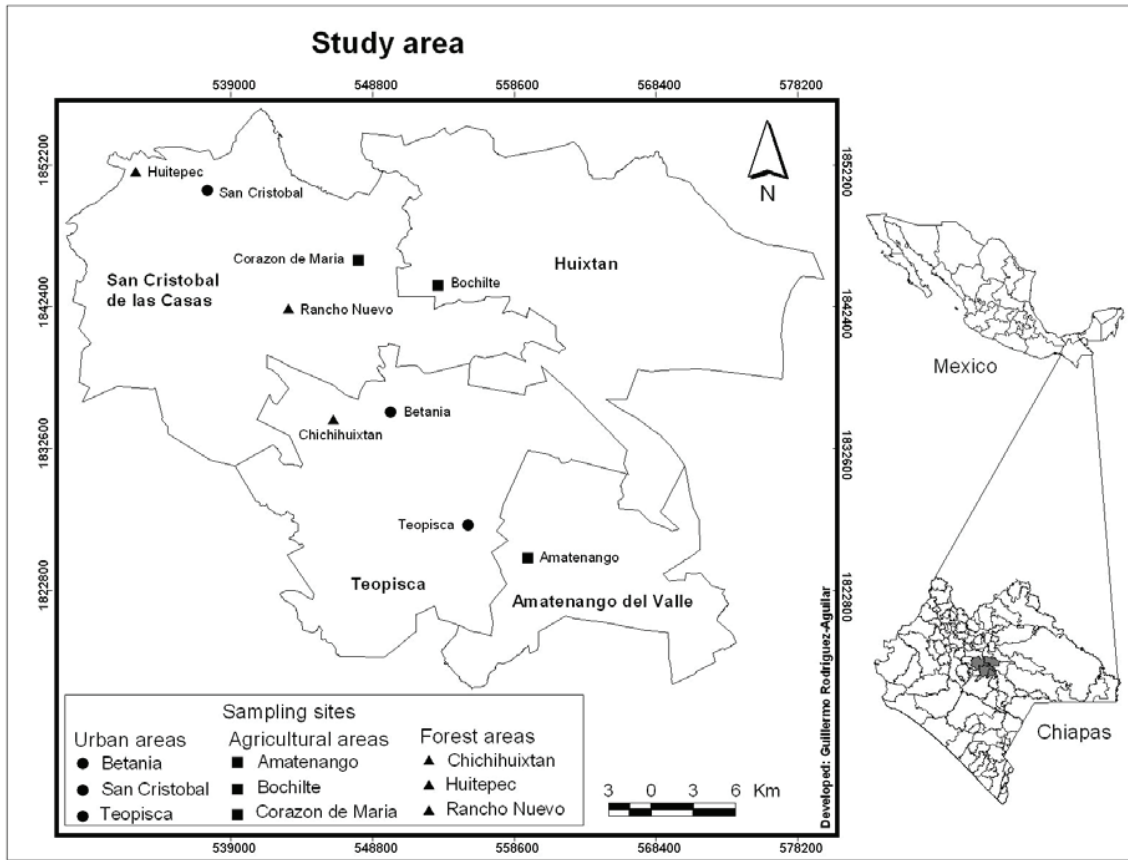 Study area
539000 548800 558600 568400 578200
1852200
1842400
1832600
1822800
1852200
1842400
1832600
1822800
N
Huitepec
San Cristobal
Corazon de Maria
Huixtan
San Cristobal
de las Casas
Bochilte
Rancho Nuevo
Betania
Chichihuixtan
Teopisca
Amatenango
Teopisca
Amatenango del Valle
Sampling sites
Urban areas Agricultural areas Forest areas
Betania Amatenango Chichihuixtan
San Cristobal Bochilte Huitepec
Teopisca Corazon de Maria Rancho Nuevo
3 0 3 6 Km
Developed: Guillermo Rodríguez-Aguilar
539000 548800 558600 568400 578200
Mexico
Chiapas